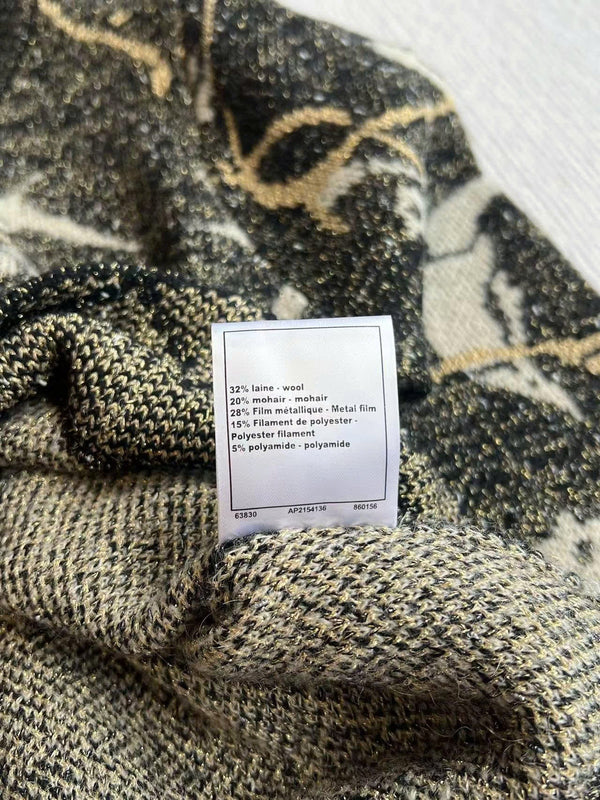 32% laine - wool
20% mohair - mohair
28% Film métallique - Metal film
15% Filament de polyester -
Polyester filament
5% polyamide - polyamide
63830 AP2154136 860156